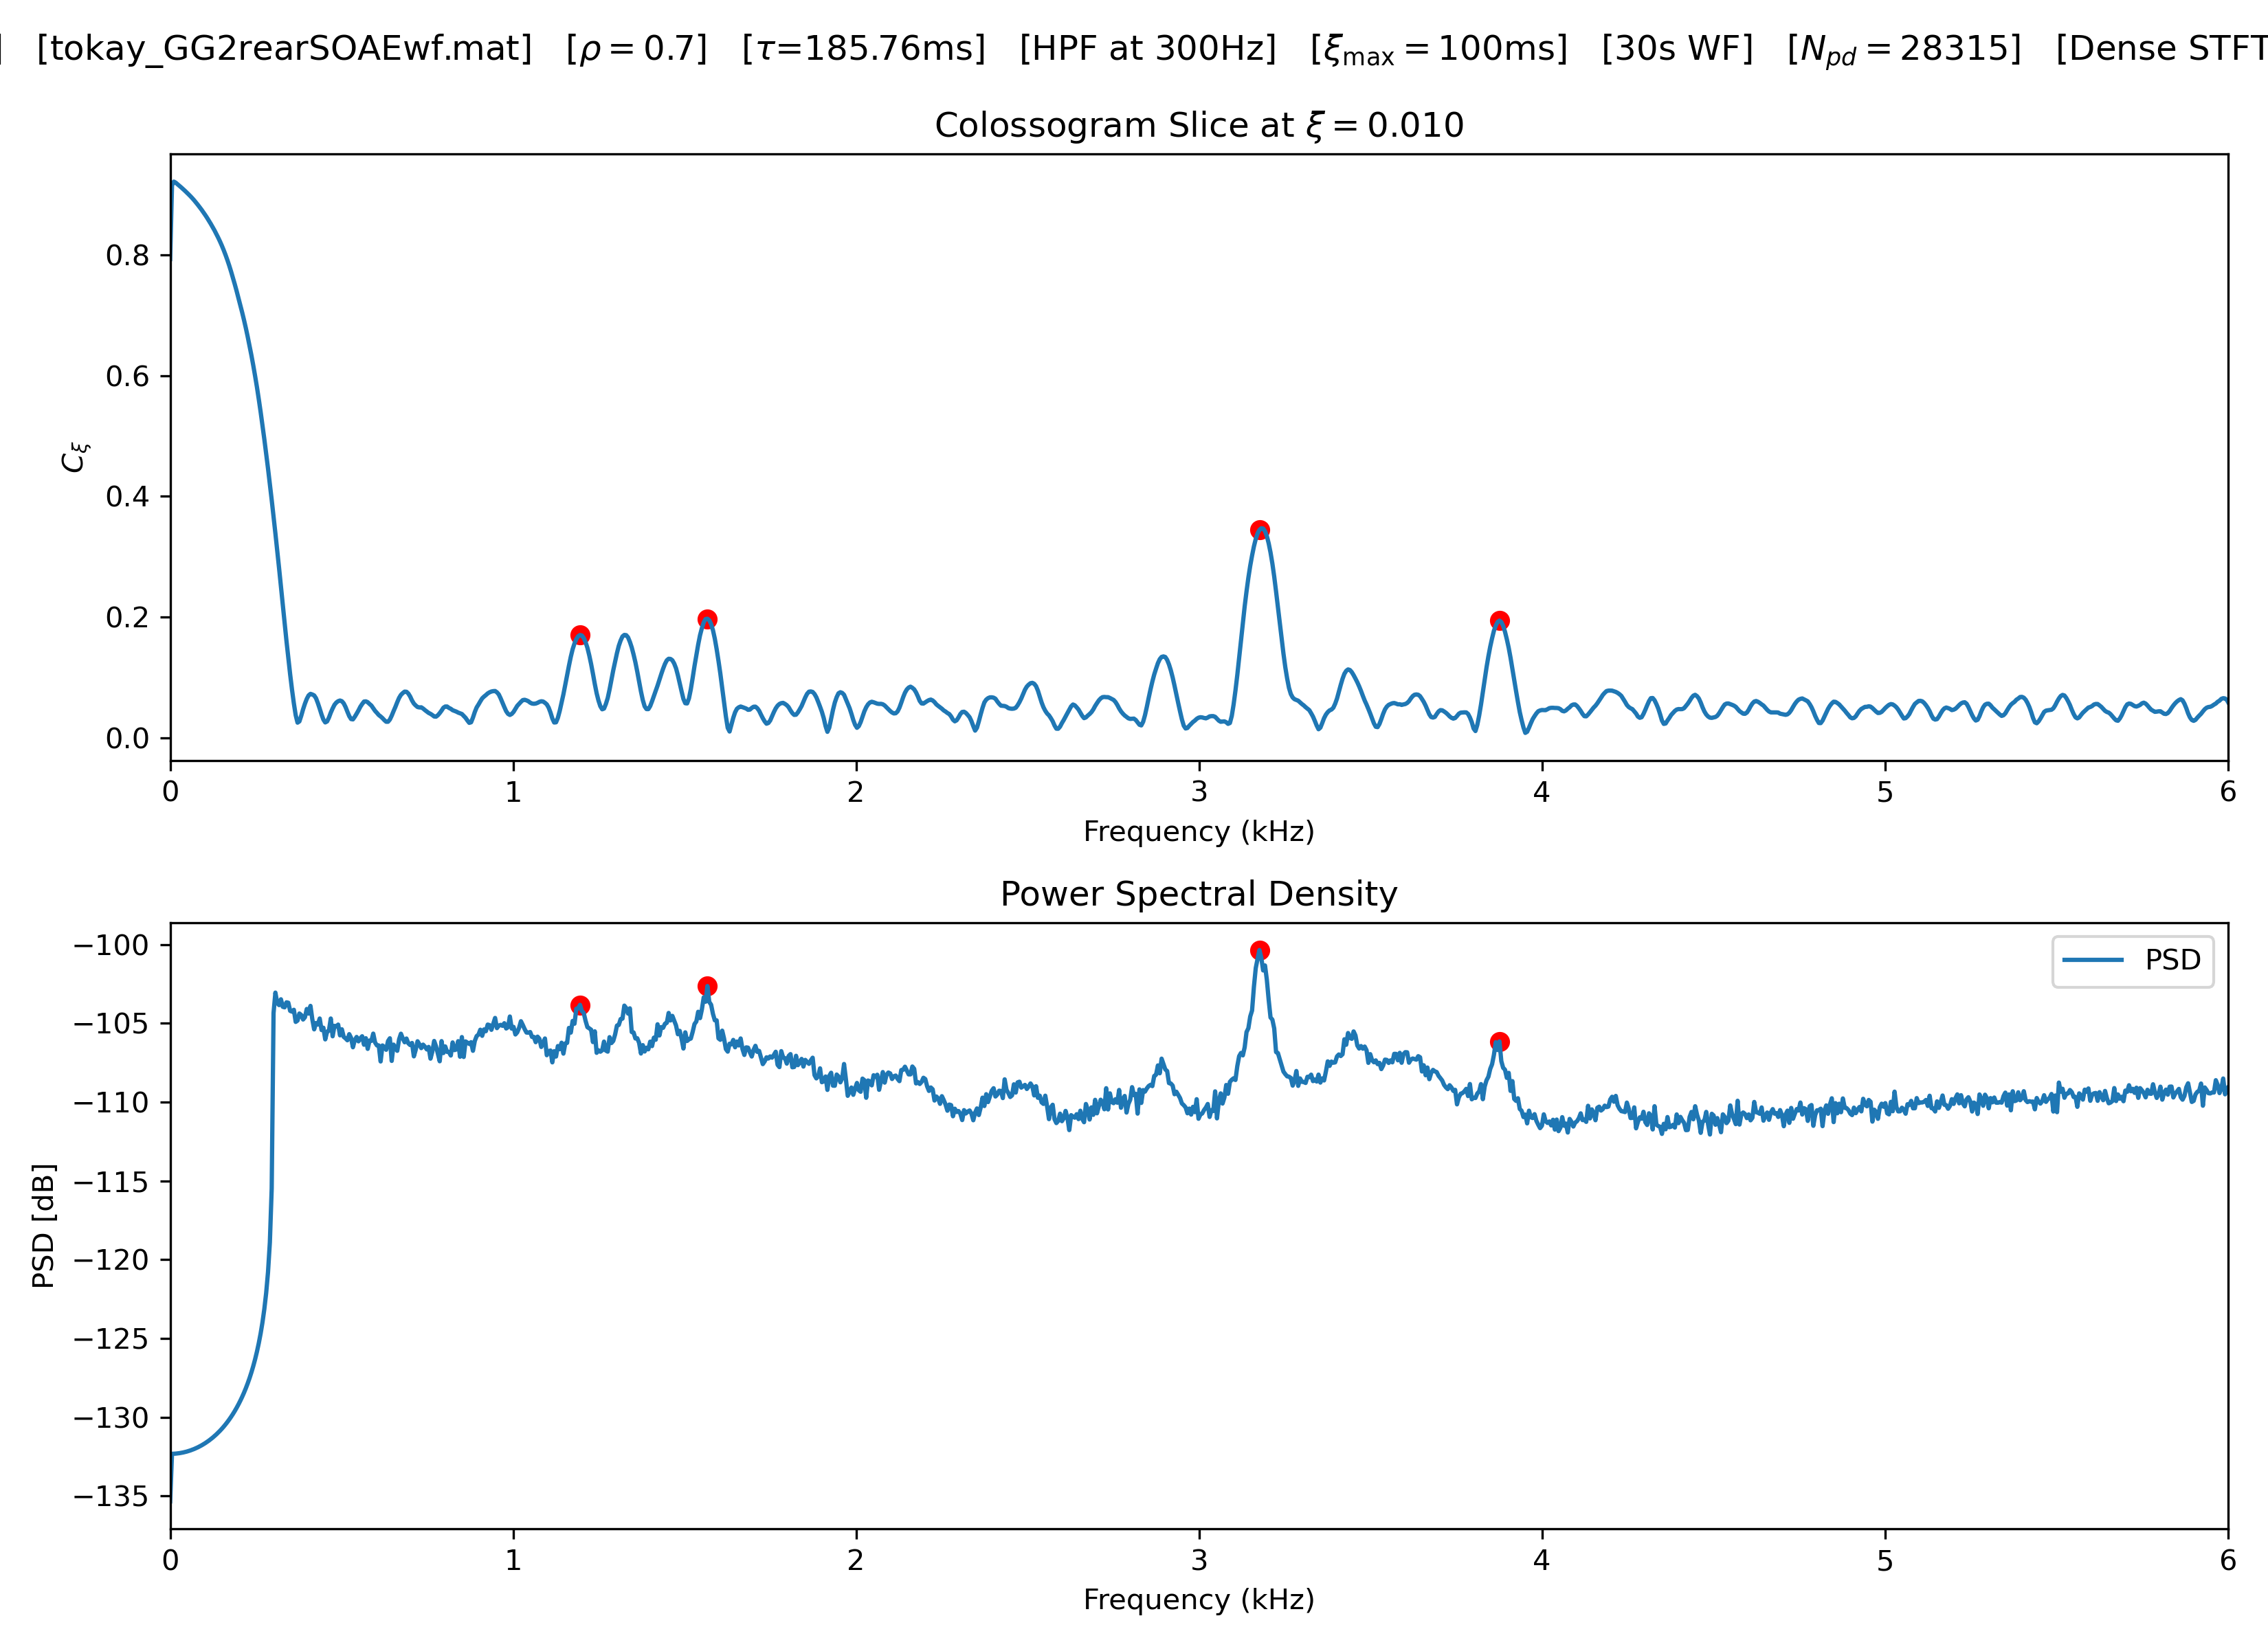 ] [tokay_GG2rearSOAEwf.mat] [ρ = 0.7] [τ=185.76ms] [HPF at 300Hz] [ξmax = 100ms] [30s WF] [Npd = 28315] [Dense STFT
Colossogram Slice at ξ = 0.010
Cξ
0.8
0.6
0.4
0.2
0.0
0 1 2 3 4 5 6
Frequency (kHz)
Power Spectral Density
PSD
PSD [dB]
−100
−105
−110
−115
−120
−125
−130
−135
0 1 2 3 4 5 6
Frequency (kHz)